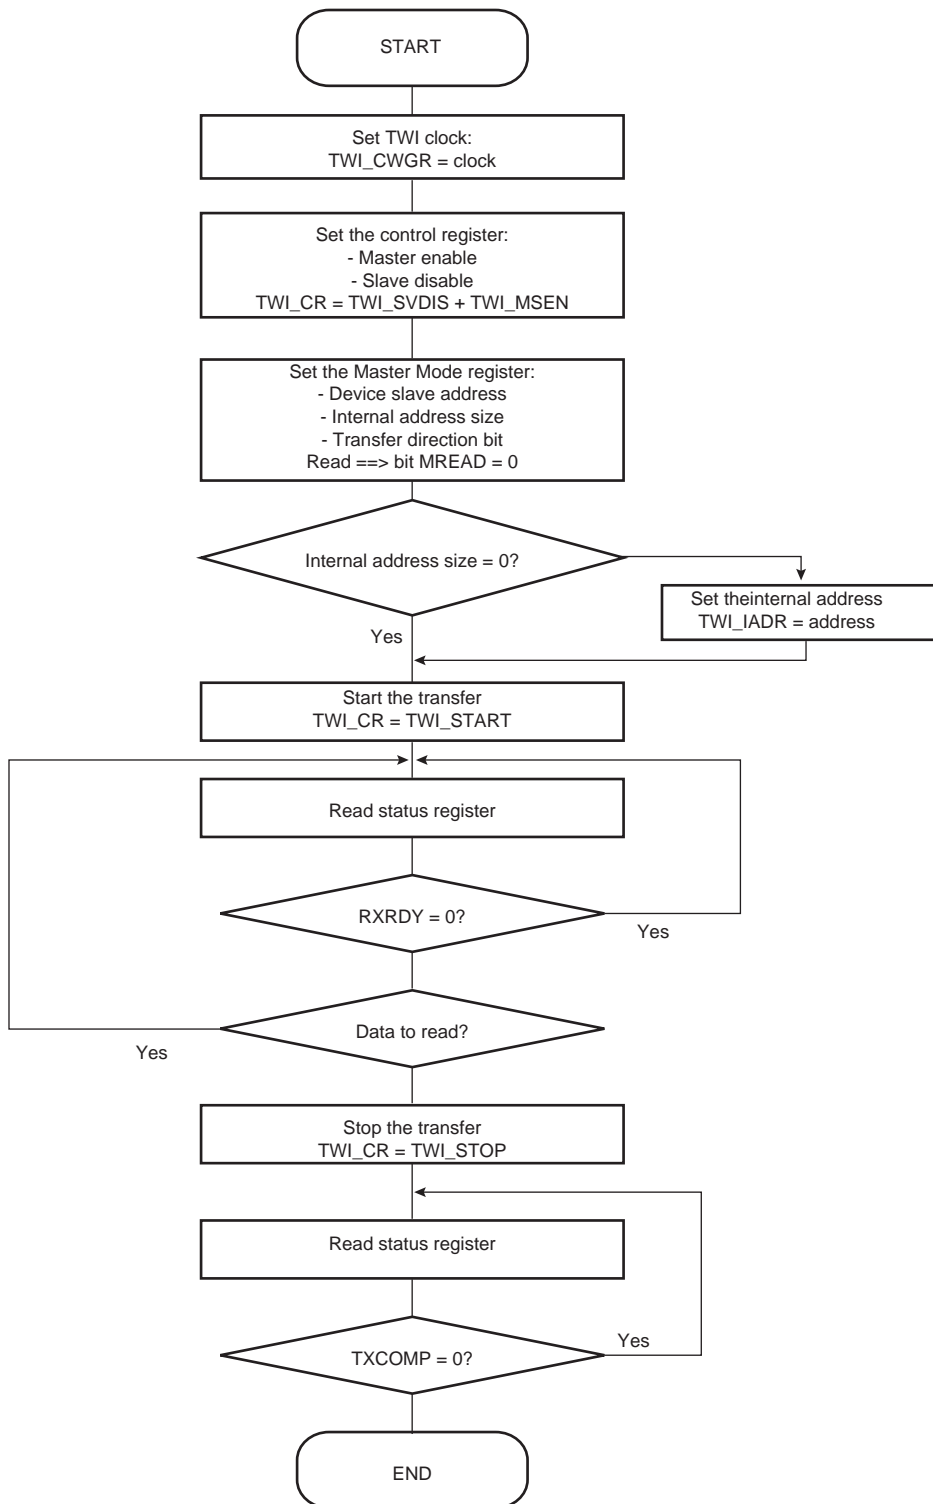 START
Set TWI clock:
TWI_CWGR = clock
Set the control register:
- Master enable
- Slave disable
TWI_CR = TWI_SVDIS + TWI_MSEN
Set the Master Mode register:
- Device slave address
- Internal address size
- Transfer direction bit
Read ==> bit MREAD = 0
Internal address size = 0?
Set theinternal address
TWI_IADR = address
Yes
Start the transfer
TWI_CR = TWI_START
Read status register
RXRDY = 0?
Yes
Data to read?
Yes
Stop the transfer
TWI_CR = TWI_STOP
Read status register
Yes
TXCOMP = 0?
END